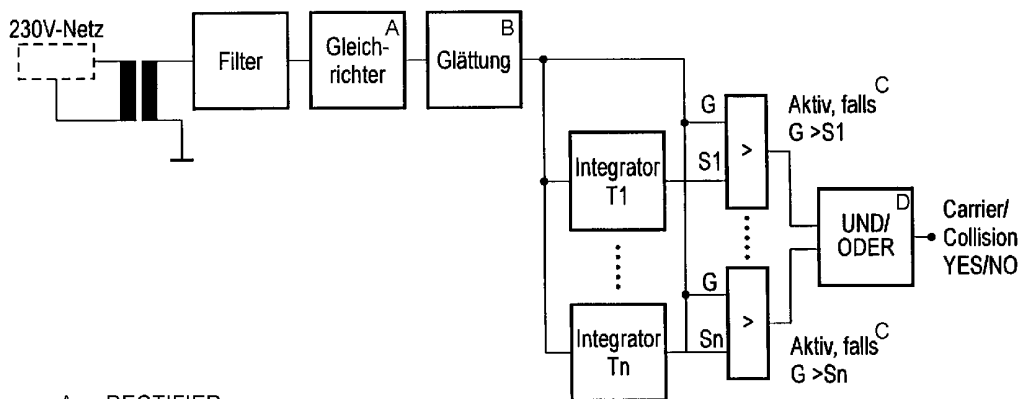 230V-Netz
Filter
A
Gleich-
richter
B
Glättung
G
C
Aktiv, falls
G >S1
>
Integrator
T1
S1
D
UND/
ODER
Carrier/
Collision
YES/NO
G
>
Integrator
Tn
Sn
C
Aktiv, falls
G >Sn